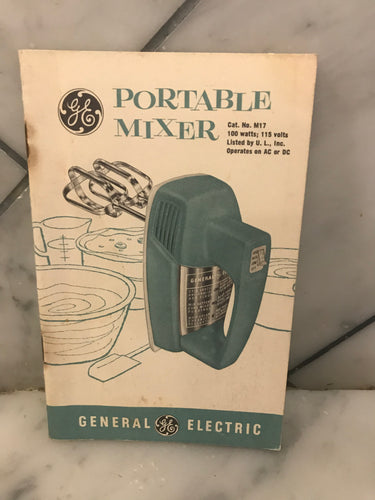 GE
PORTABLE
MIXER
Cat. No. M17
100 watts; 115 volts
Listed by U. L., Inc.
Operates on AC or DC
GENERAL
GENERAL GE ELECTRIC